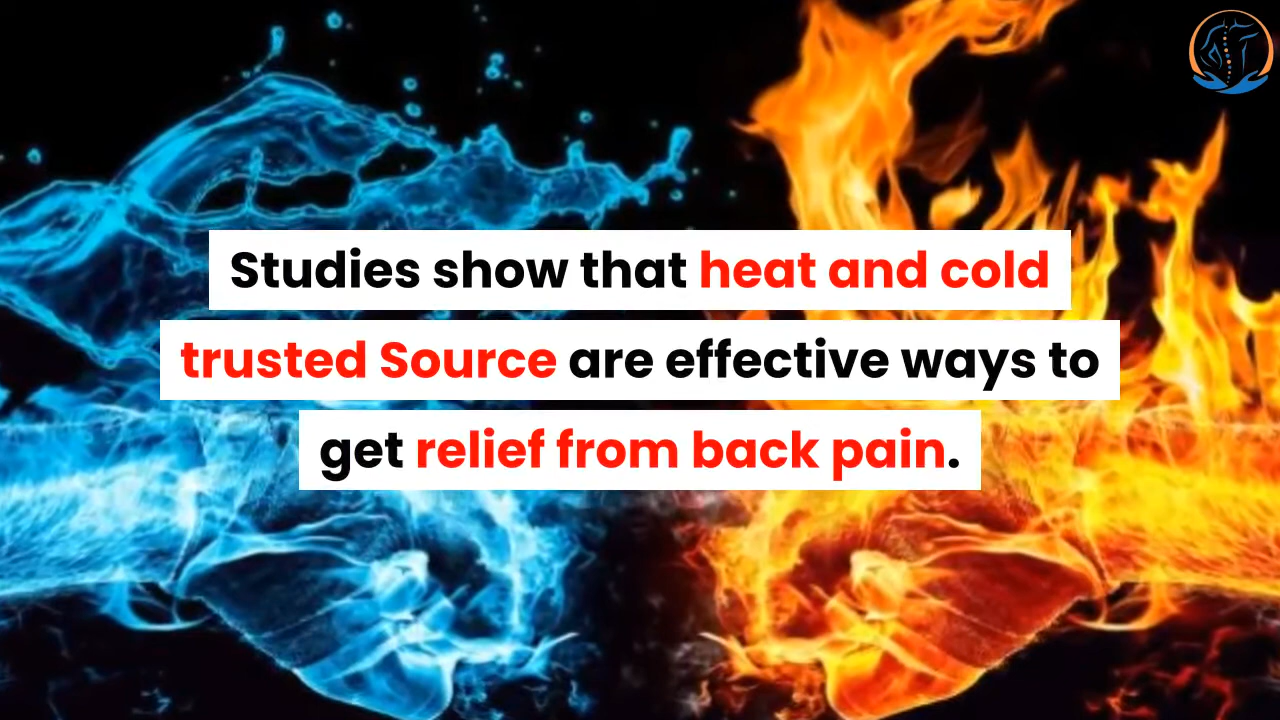 Studies show that heat and cold
trusted Source are effective ways to
get relief from back pain.